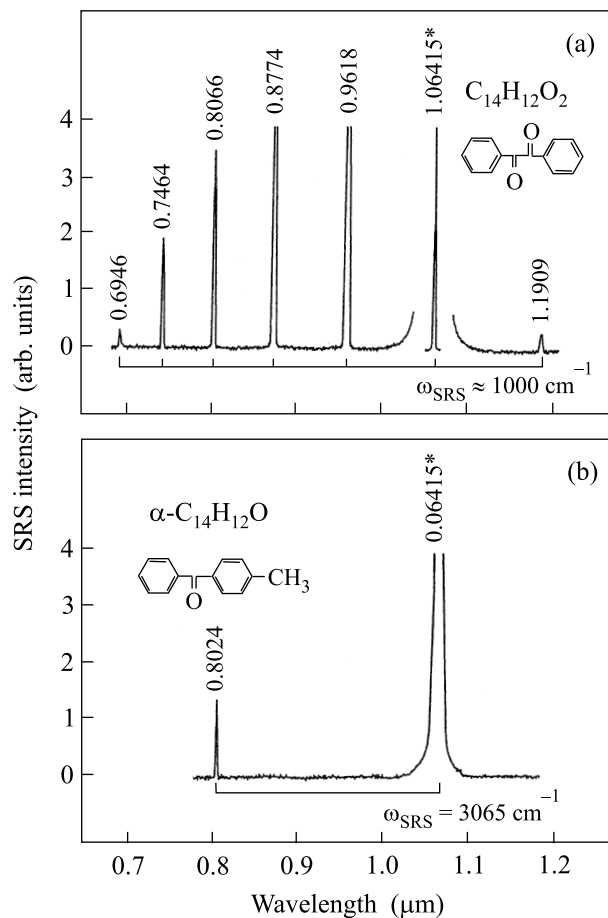 (a)
C₁₄H₁₂O₂
O
O
0.6946
0.7464
0.8066
0.8774
0.9618
1.06415*
1.1909
4
3
2
1
0
ω_SRS ≈ 1000 cm⁻¹
SRS intensity (arb. units)
(b)
α-C₁₄H₁₂O
CH₃
O
0.8024
0.06415*
4
3
2
1
0
ω_SRS = 3065 cm⁻¹
0.7 0.8 0.9 1.0 1.1 1.2
Wavelength (μm)